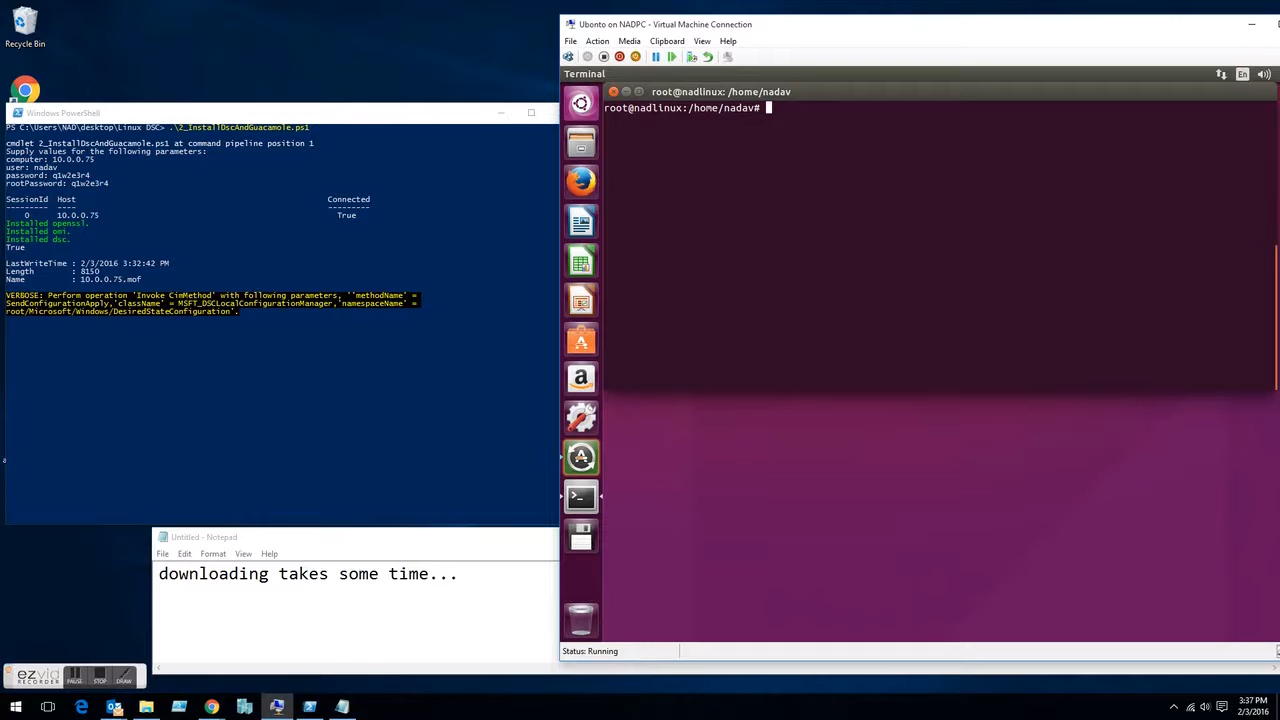 Recycle Bin
Windows PowerShell
PS C:\Users\NAD\desktop\Linux DSC> .\2_InstallDscAndGuacamole.ps1
cmdlet 2_InstallDscAndGuacamole.ps1 at command pipeline position 1
Supply values for the following parameters:
computer: 10.0.0.75
user: nadav
password: q1w2e3r4
rootPassword: q1w2e3r4
SessionId Host Connected
--------- ---- ---------
0 10.0.0.75 True
Installed openssl.
Installed omi.
Installed dsc.
True
LastWriteTime : 2/3/2016 3:32:42 PM
Length : 8150
Name : 10.0.0.75.mof
VERBOSE: Perform operation 'Invoke CimMethod' with following parameters, ''methodName' =
SendConfigurationApply,'className' = MSFT_DSCLocalConfigurationManager,'namespaceName' =
root/Microsoft/Windows/DesiredStateConfiguration'.
Untitled - Notepad
File Edit Format View Help
downloading takes some time...
ezvid
RECORDER
PAUSE STOP DRAW
Ubonto on NADPC - Virtual Machine Connection
File Action Media Clipboard View Help
Terminal
En
root@nadlinux: /home/nadav
root@nadlinux:/home/nadav#
Status: Running
3:37 PM
2/3/2016